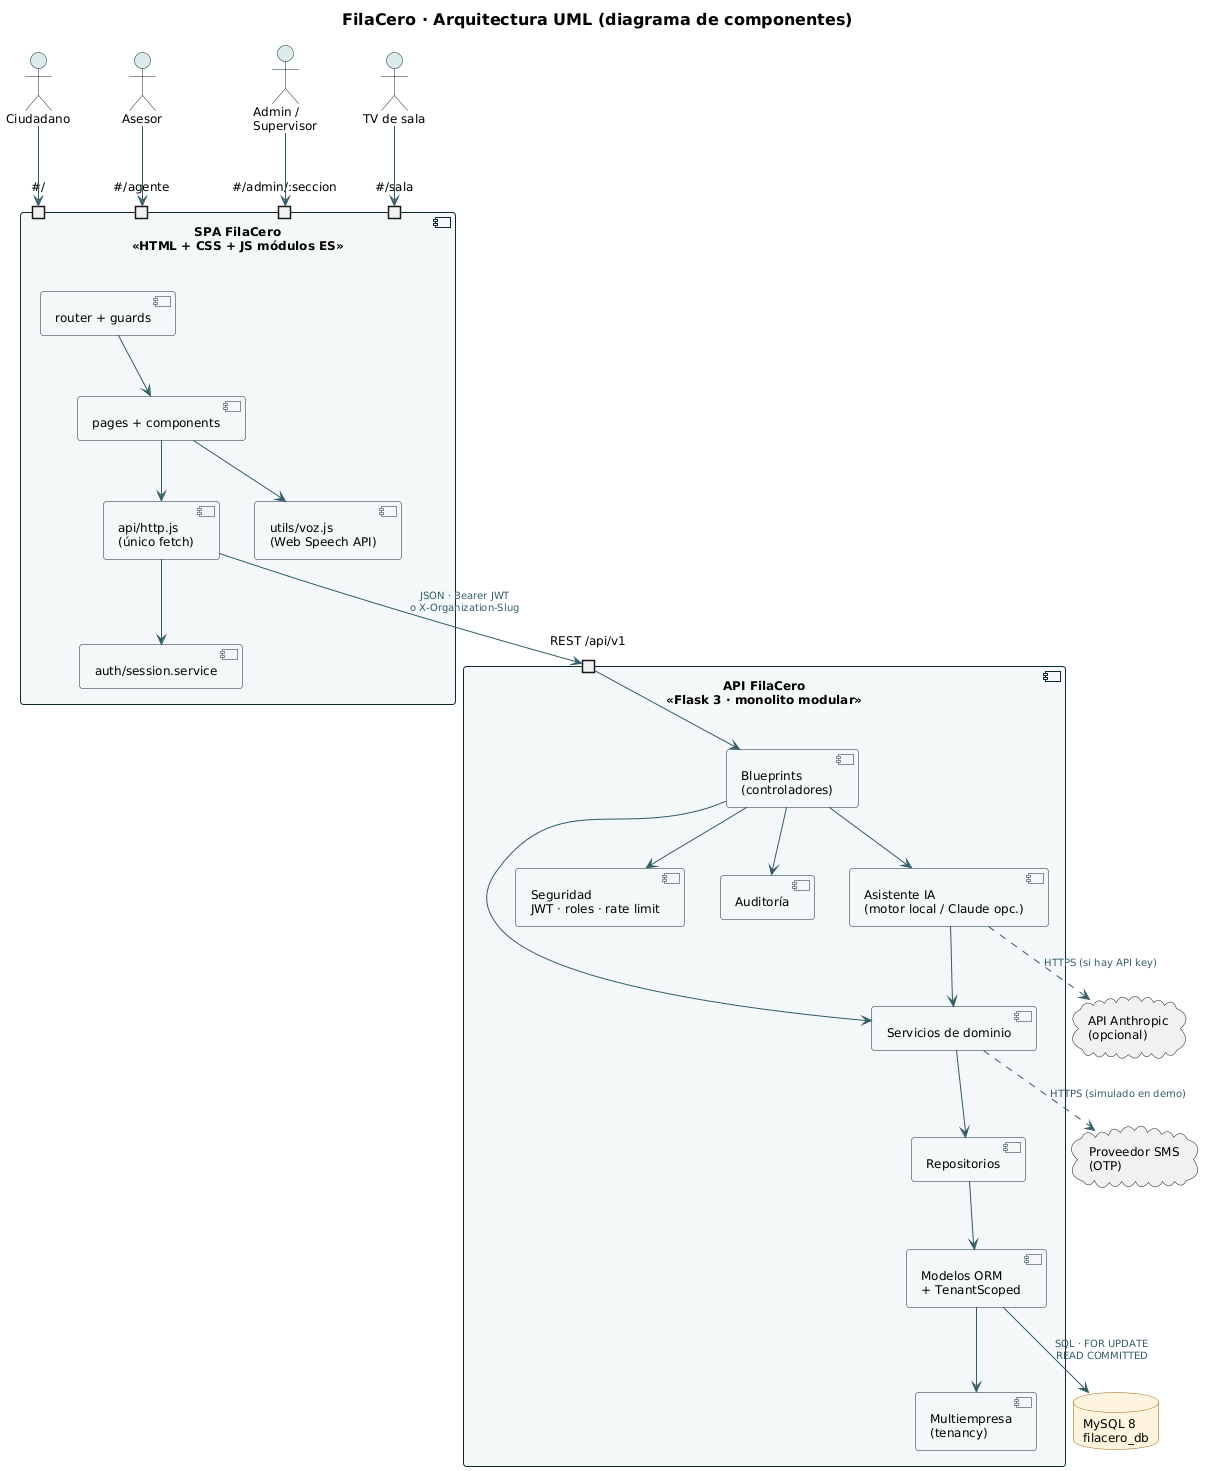 FilaCero · Arquitectura UML (diagrama de componentes)
Ciudadano
Asesor
Admin /
Supervisor
TV de sala
#/
#/agente
#/admin/:seccion
#/sala
SPA FilaCero
«HTML + CSS + JS módulos ES»
router + guards
pages + components
api/http.js
(único fetch)
utils/voz.js
(Web Speech API)
JSON · Bearer JWT
o X-Organization-Slug
REST /api/v1
auth/session.service
API FilaCero
«Flask 3 · monolito modular»
Blueprints
(controladores)
Seguridad
JWT · roles · rate limit
Auditoría
Asistente IA
(motor local / Claude opc.)
HTTPS (si hay API key)
API Anthropic
(opcional)
Servicios de dominio
HTTPS (simulado en demo)
Proveedor SMS
(OTP)
Repositorios
Modelos ORM
+ TenantScoped
SQL · FOR UPDATE
READ COMMITTED
Multiempresa
(tenancy)
MySQL 8
filacero_db